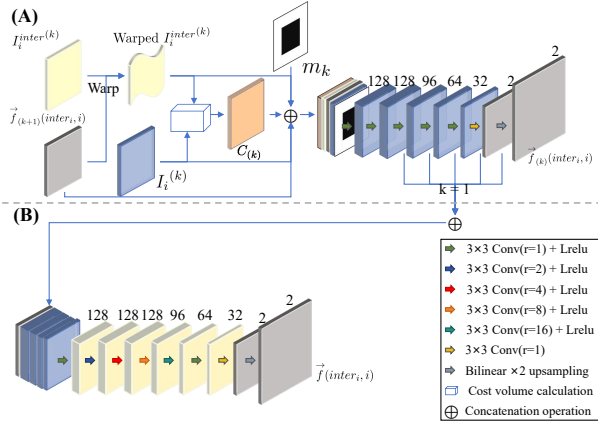 (A)
I_i^{inter(k)}
Warped I_i^{inter(k)}
Warp
f⃗_{(k+1)}(inter_i, i)
I_i^{(k)}
C_{(k)}
m_k
128 128 96 64 32 2 2
f⃗_{(k)}(inter_i, i)
k = 1
(B)
128 128 128 96 64 32 2 2
f⃗(inter_i, i)
3×3 Conv(r=1) + Lrelu
3×3 Conv(r=2) + Lrelu
3×3 Conv(r=4) + Lrelu
3×3 Conv(r=8) + Lrelu
3×3 Conv(r=16) + Lrelu
3×3 Conv(r=1)
Bilinear ×2 upsampling
Cost volume calculation
Concatenation operation